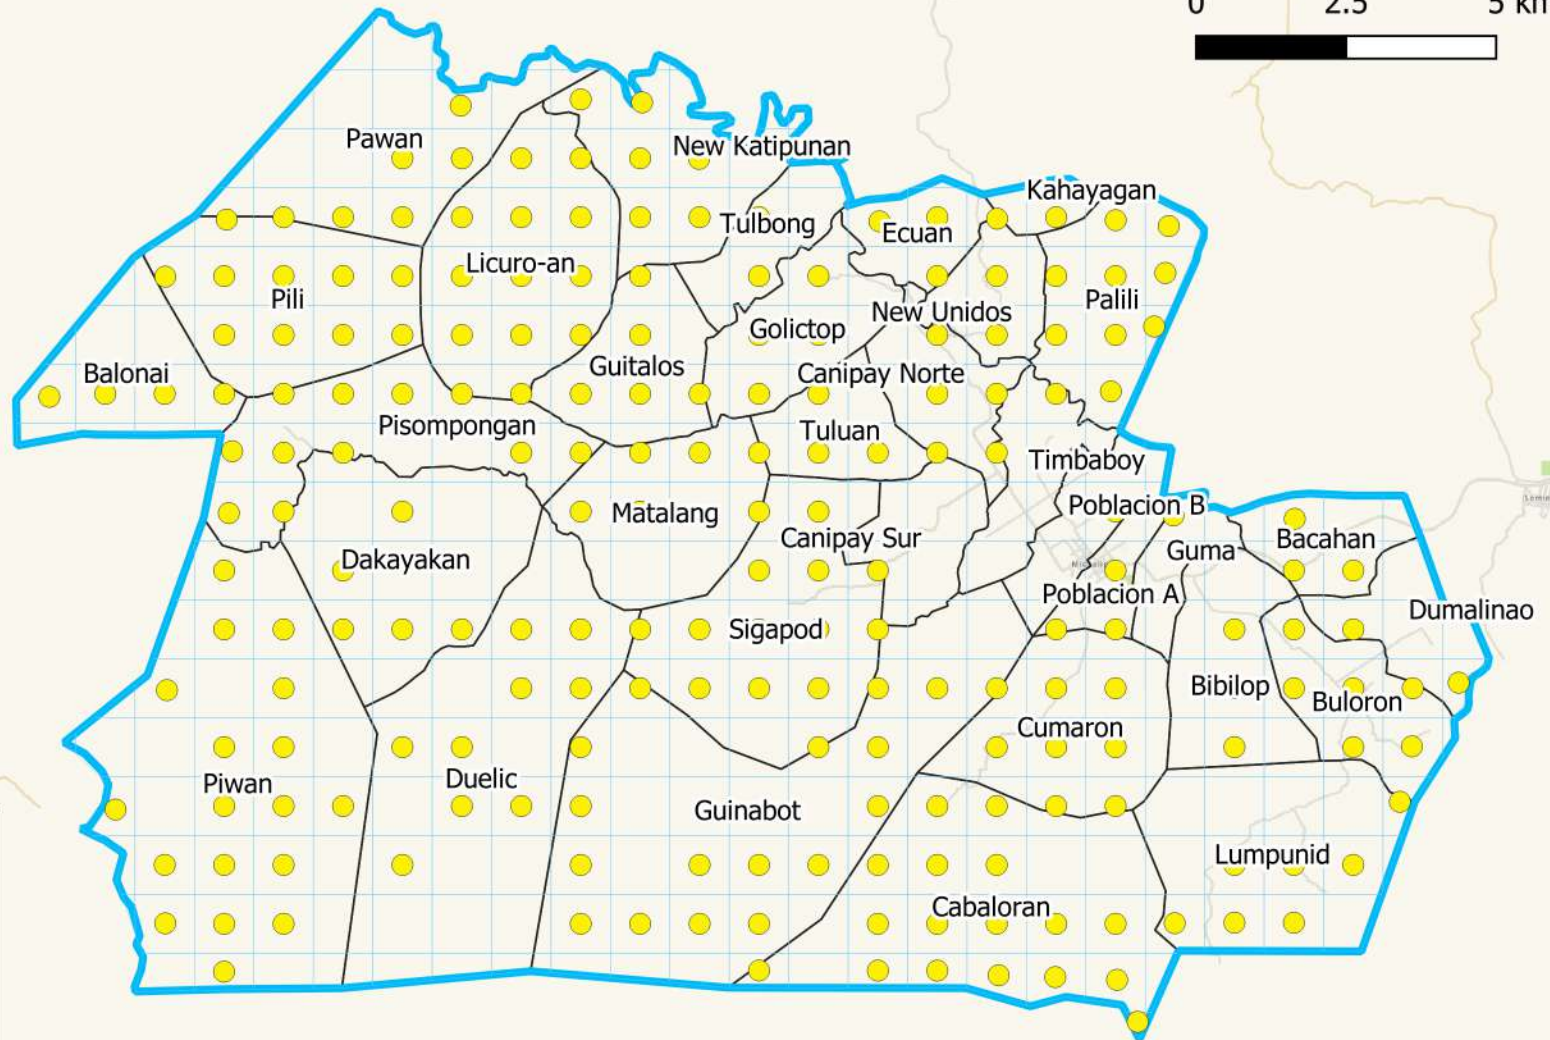 0 2.5 5 km
Pawan
New Katipunan
Kahayagan
Tulbong
Ecuan
Licuro-an
Pili
Palili
New Unidos
Golictop
Guitalos
Balonai
Canipay Norte
Pisompongan
Tuluan
Timbaboy
Poblacion B
Matalang
Canipay Sur
Bacahan
Guma
Dakayakan
Poblacion A
Dumalinao
Sigapod
Bibilop
Buloron
Cumaron
Duelic
Piwan
Guinabot
Lumpunid
Cabaloran